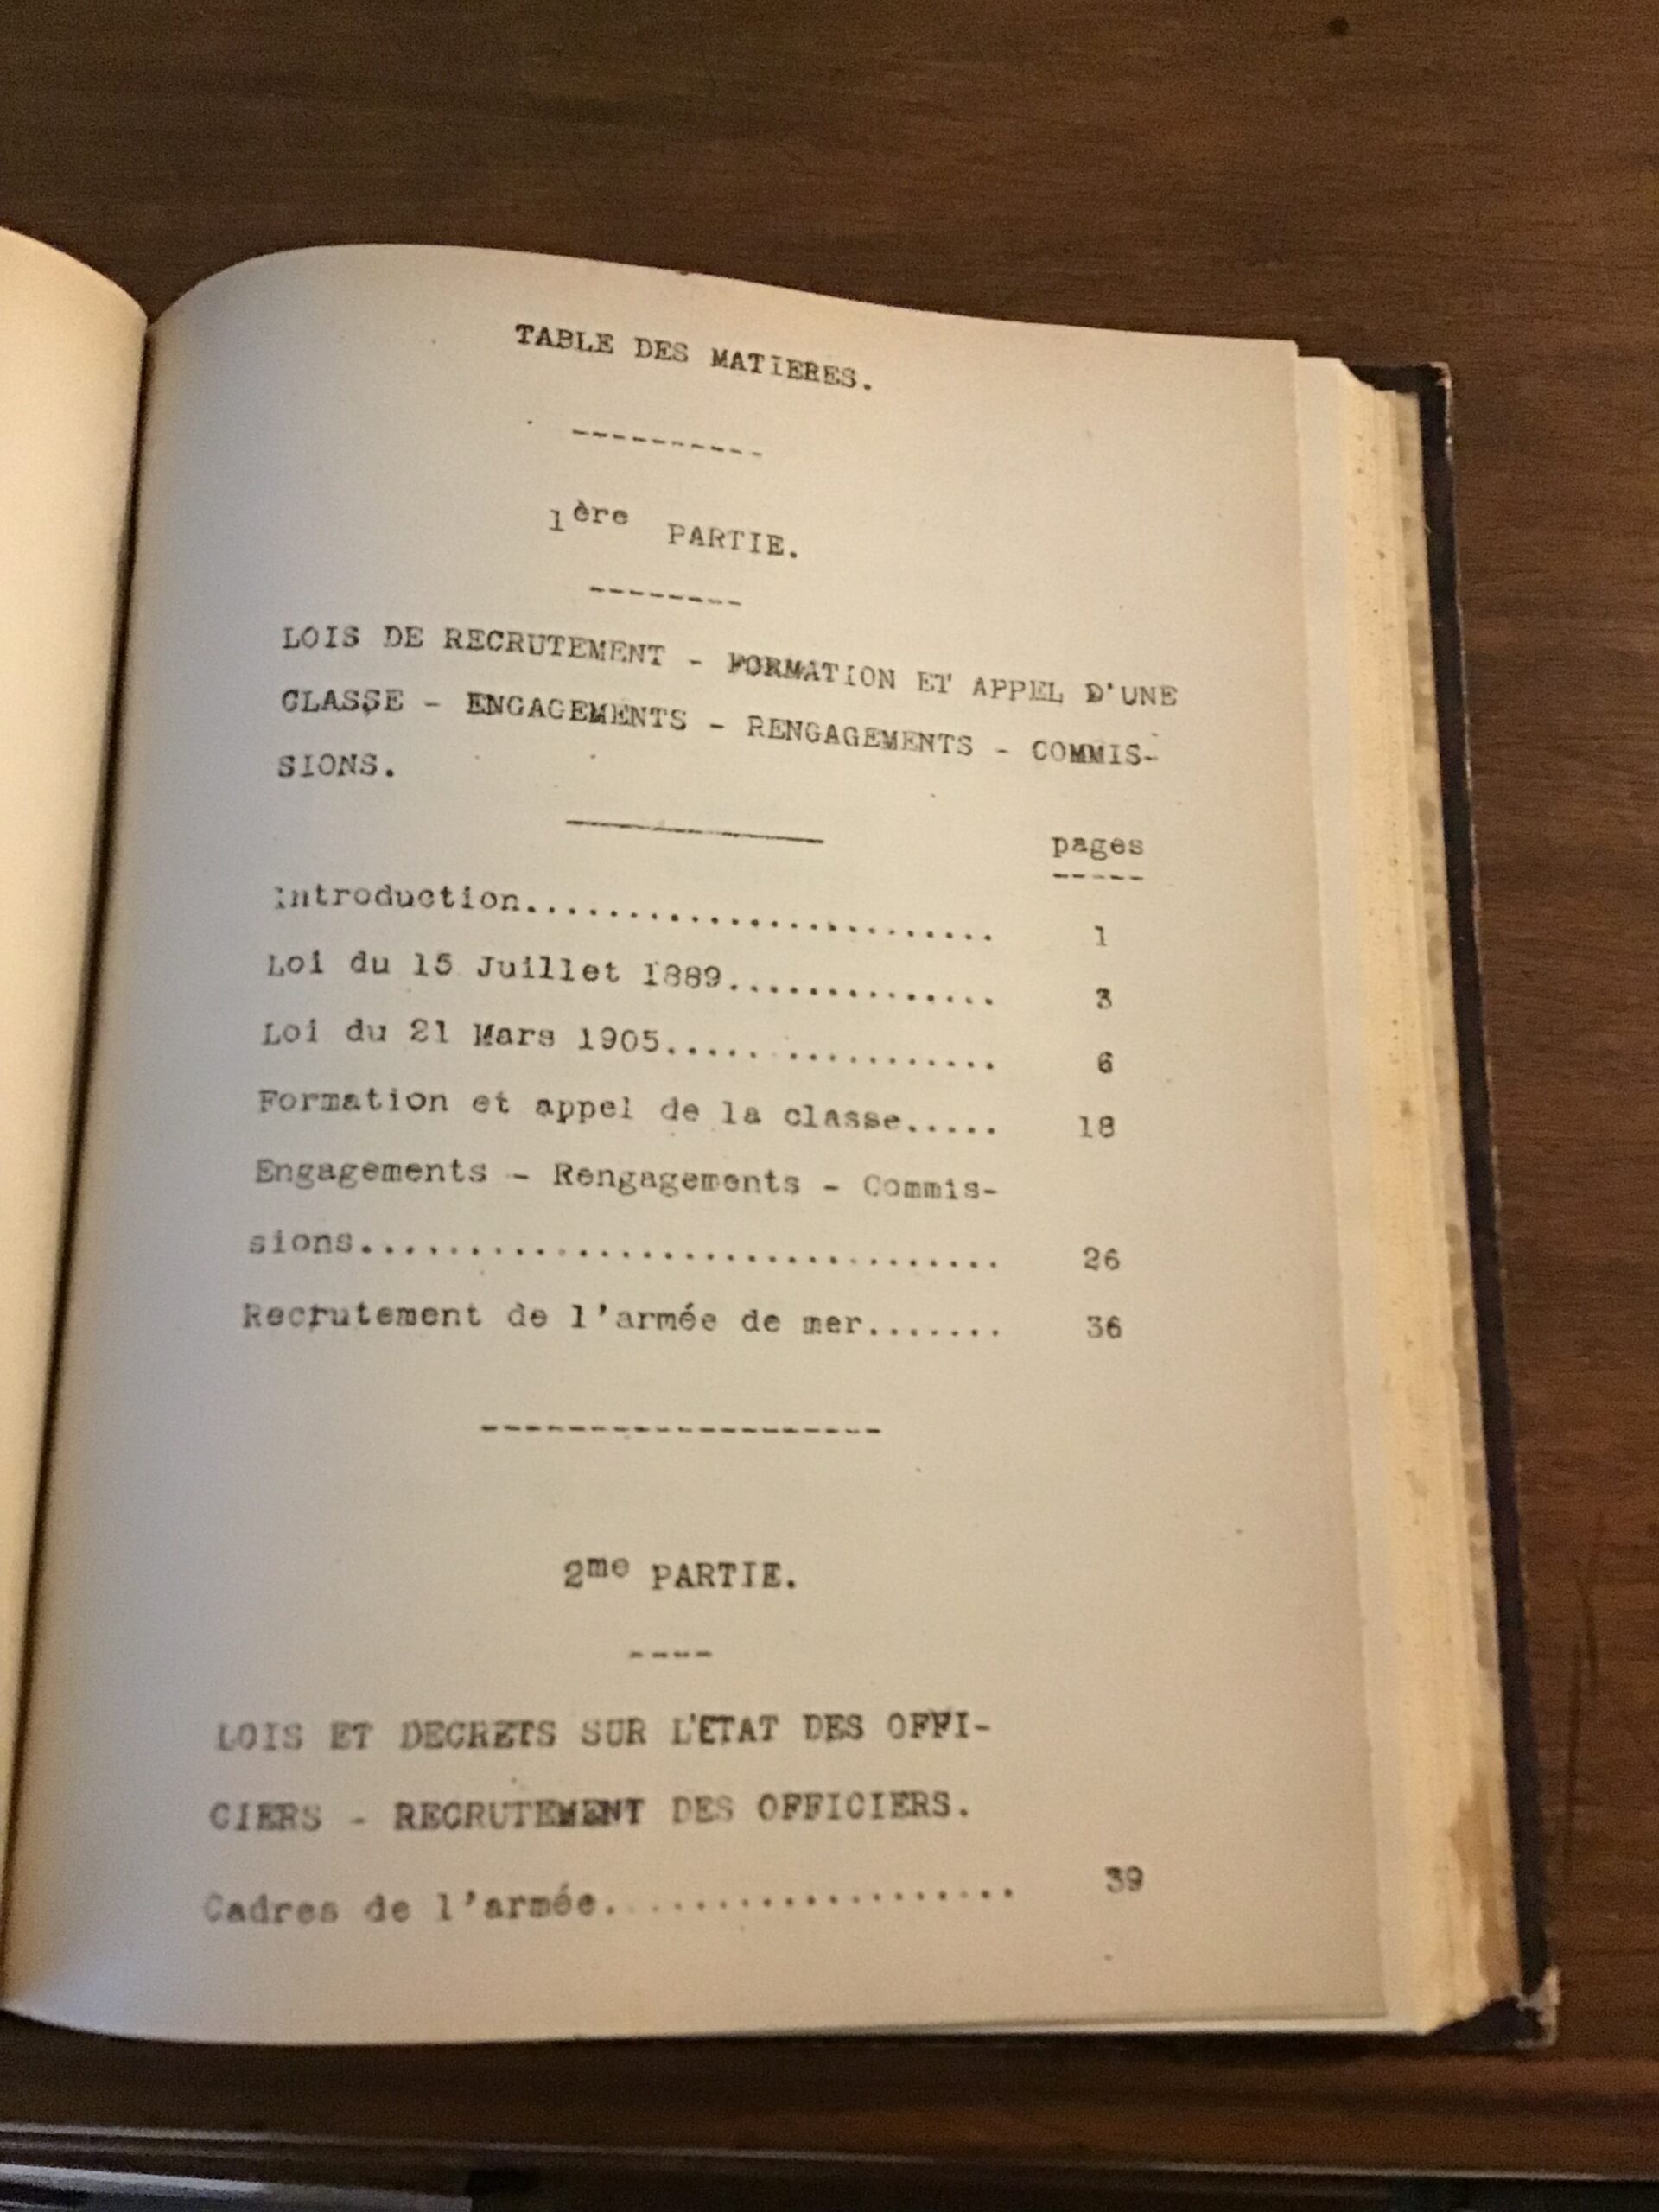 TABLE DES MATIERES.
----------
1ère PARTIE.
--------
LOIS DE RECRUTEMENT - FORMATION ET APPEL D'UNE
CLASSE - ENGAGEMENTS - RENGAGEMENTS - COMMIS-
SIONS.
pages
-----
Introduction......................... 1
Loi du 15 Juillet 1889.............. 3
Loi du 21 Mars 1905................. 6
Formation et appel de la classe..... 18
Engagements - Rengagements - Commis-
sions................................ 26
Recrutement de l'armée de mer....... 36
--------------------
2me PARTIE.
----
LOIS ET DECRETS SUR L'ETAT DES OFFI-
CIERS - RECRUTEMENT DES OFFICIERS.
Cadres de l'armée.................... 39